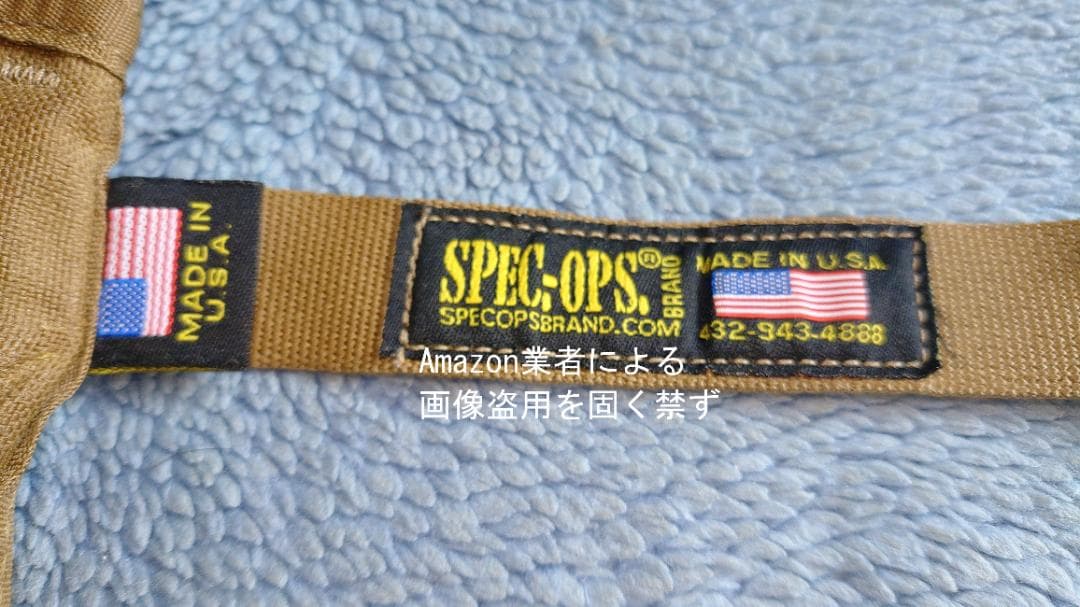 MADE IN
U.S.A.
SPEC.-OPS.®
BRAND
SPECOPSBRAND.COM
MADE IN U.S.A.
432-943-4888
Amazon業者による
画像盗用を固く禁ず